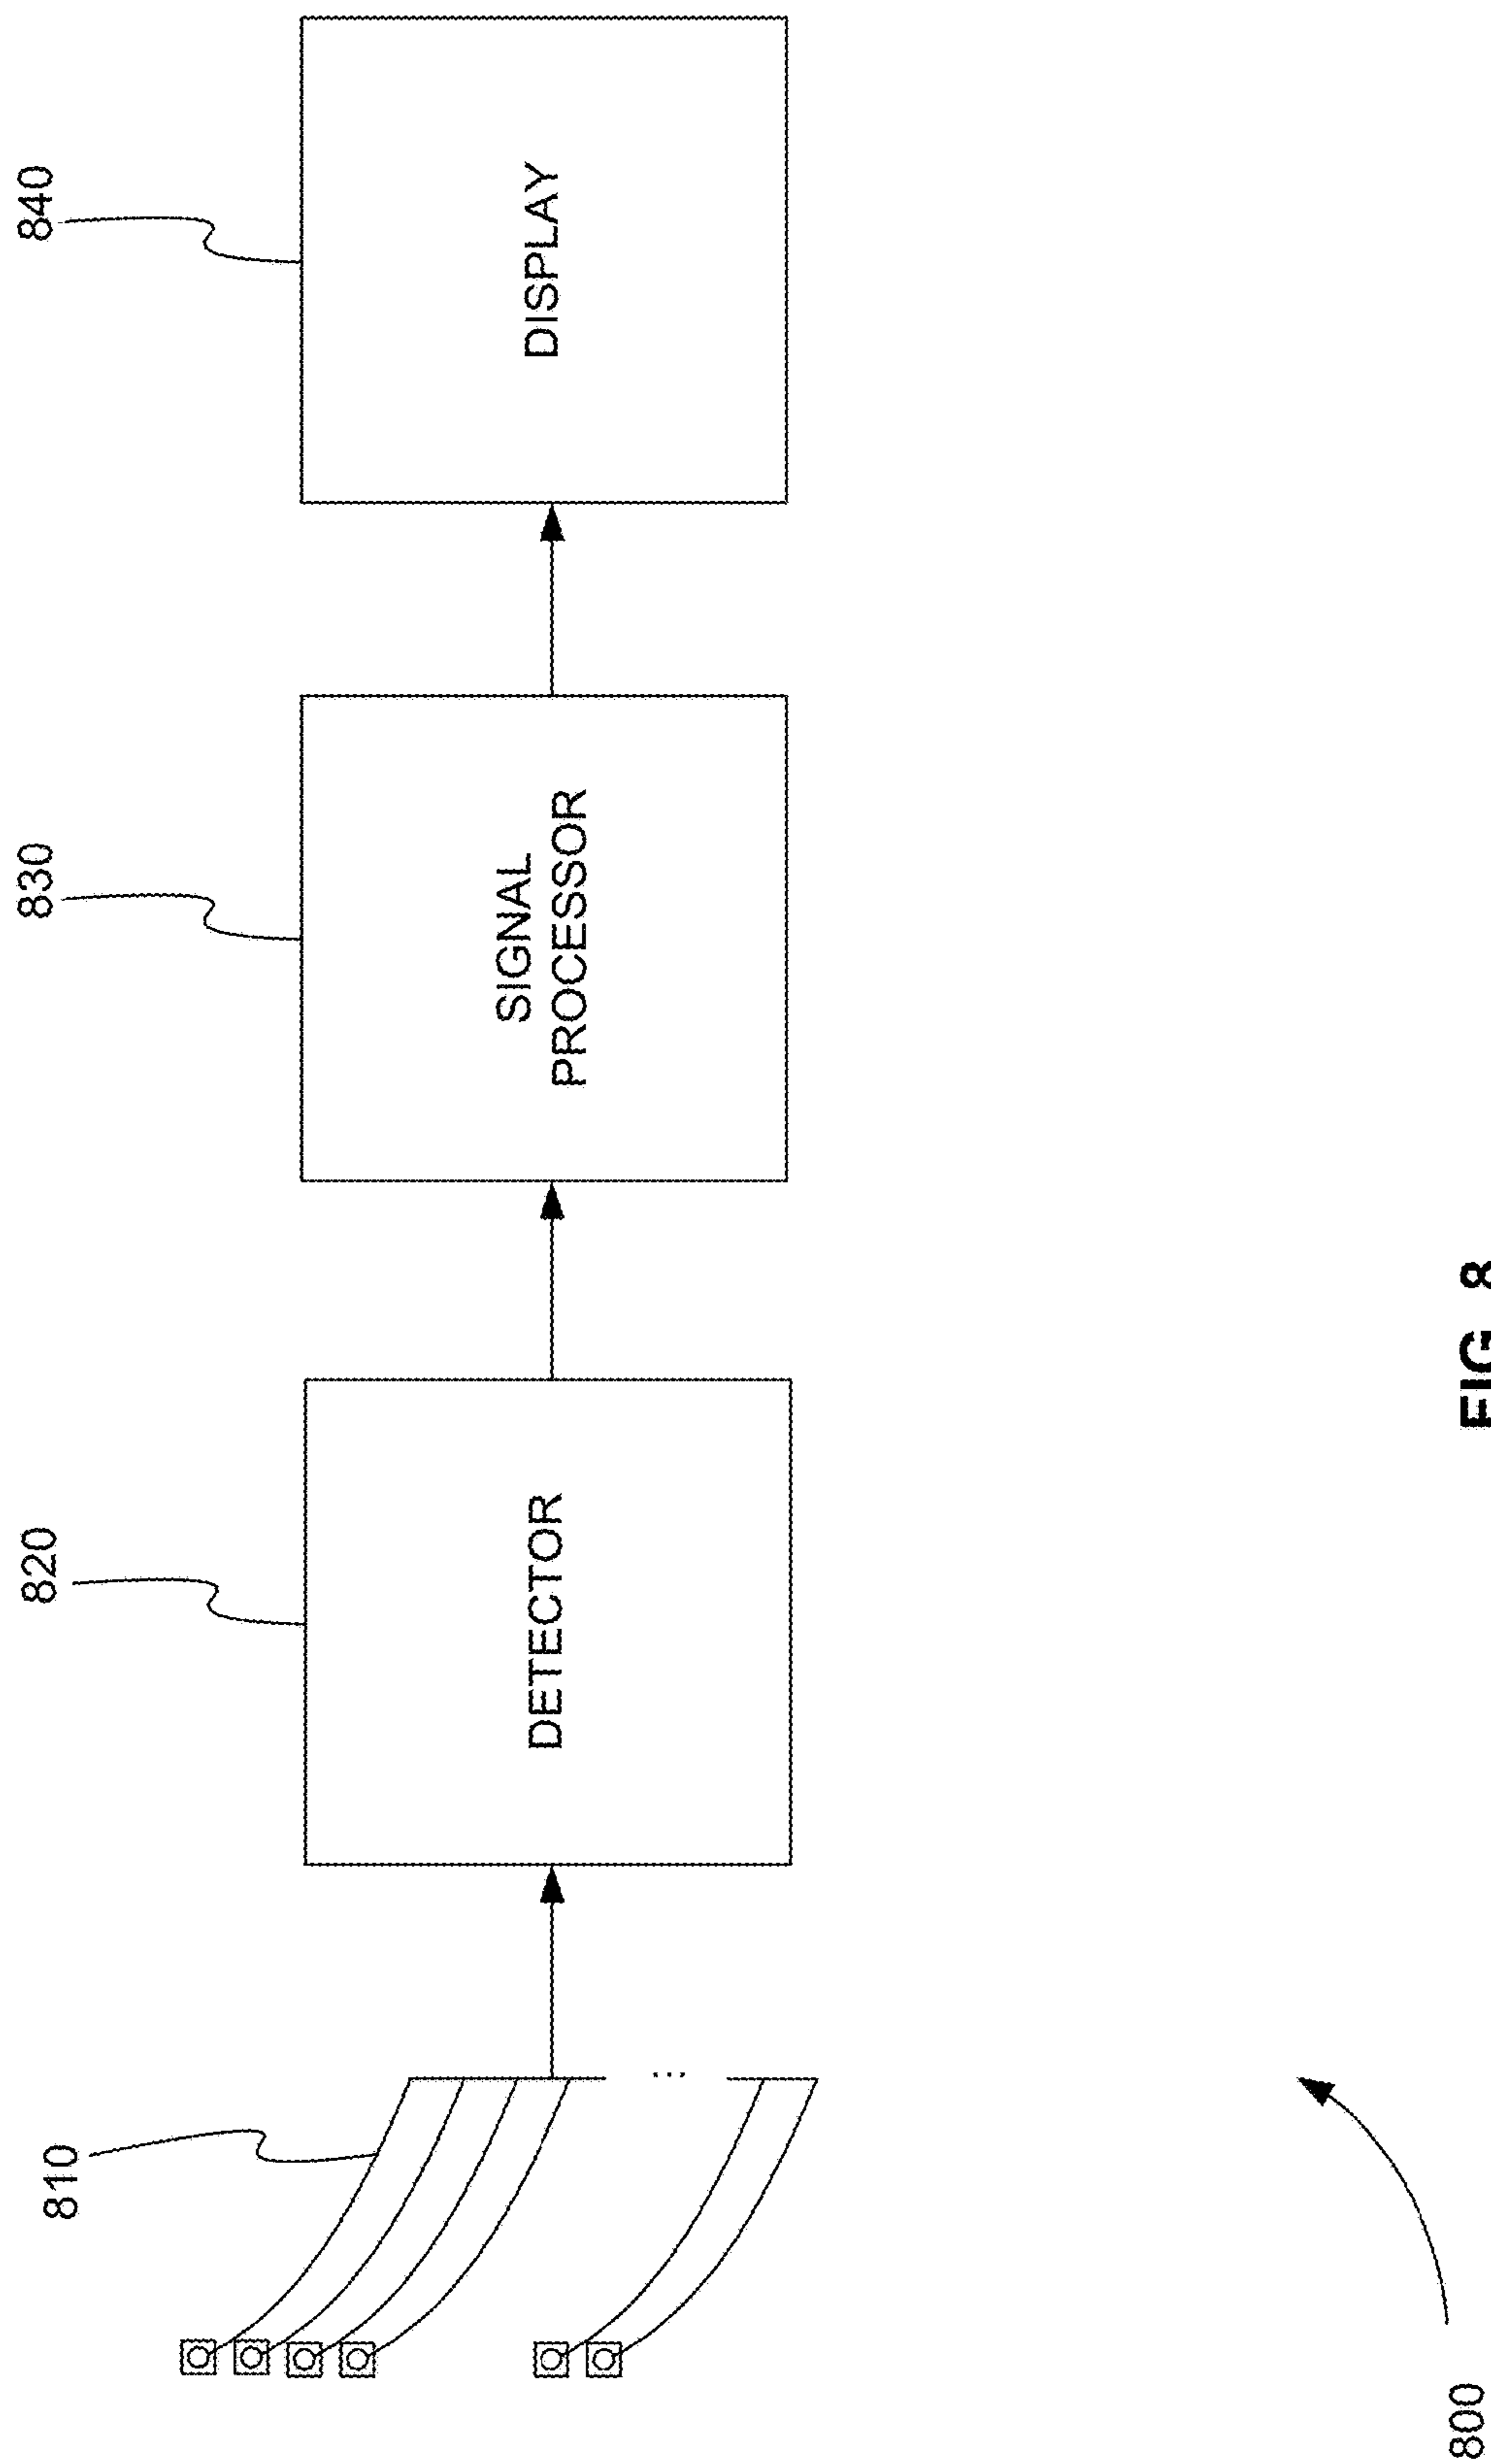 810
820
830
840
DETECTOR
SIGNAL
PROCESSOR
DISPLAY
...
800
FIG. 8